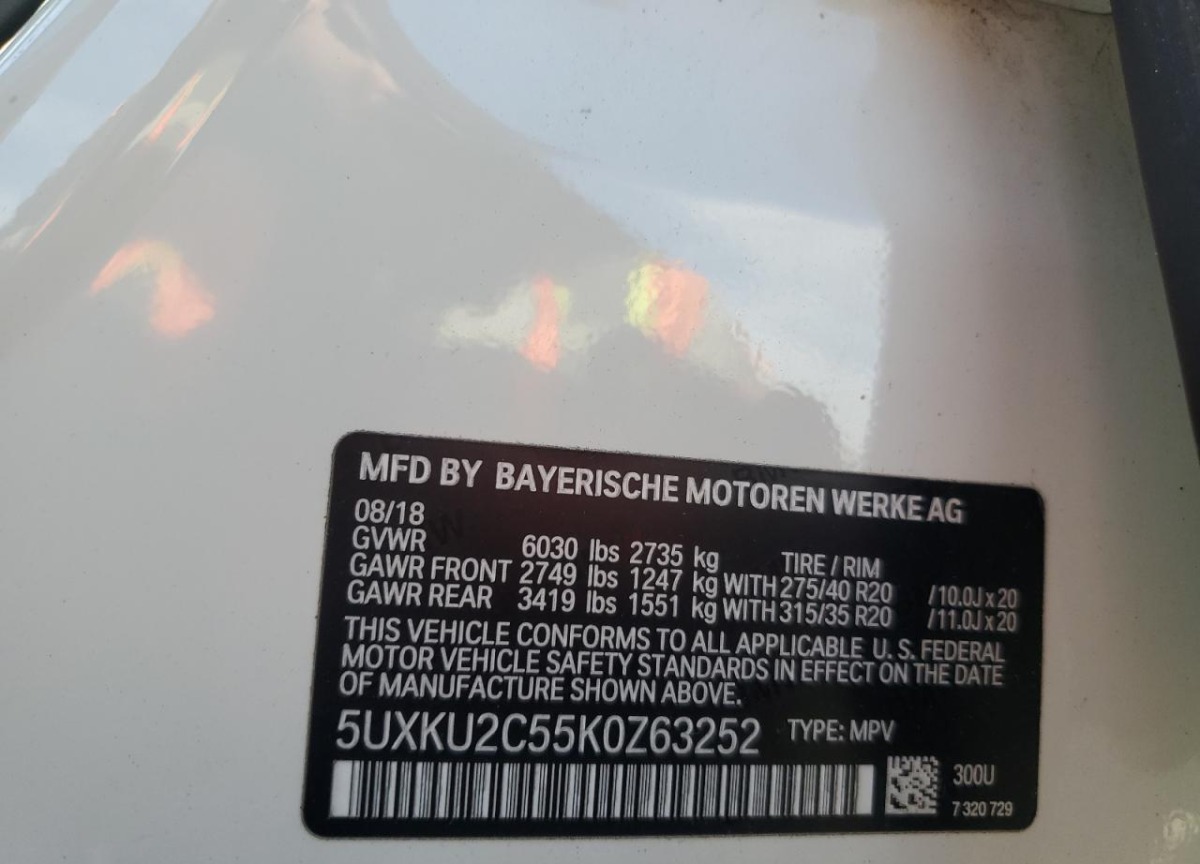 MFD BY BAYERISCHE MOTOREN WERKE AG
08/18
GVWR 6030 lbs 2735 kg TIRE / RIM
GAWR FRONT 2749 lbs 1247 kg WITH 275/40 R20 /10.0J x 20
GAWR REAR 3419 lbs 1551 kg WITH 315/35 R20 /11.0J x 20
THIS VEHICLE CONFORMS TO ALL APPLICABLE U. S. FEDERAL
MOTOR VEHICLE SAFETY STANDARDS IN EFFECT ON THE DATE
OF MANUFACTURE SHOWN ABOVE.
5UXKU2C55K0Z63252 TYPE: MPV
300U
7 320 729